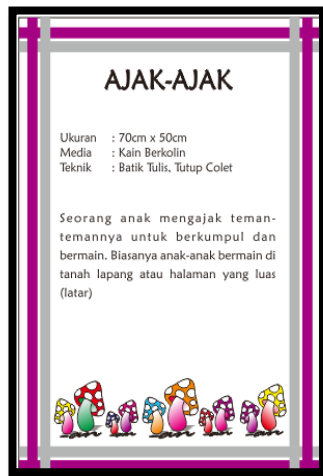 AJAK-AJAK
Ukuran : 70cm x 50cm
Media : Kain Berkolin
Teknik : Batik Tulis, Tutup Colet
Seorang anak mengajak teman-
temannya untuk berkumpul dan
bermain. Biasanya anak-anak bermain di
tanah lapang atau halaman yang luas
(latar)